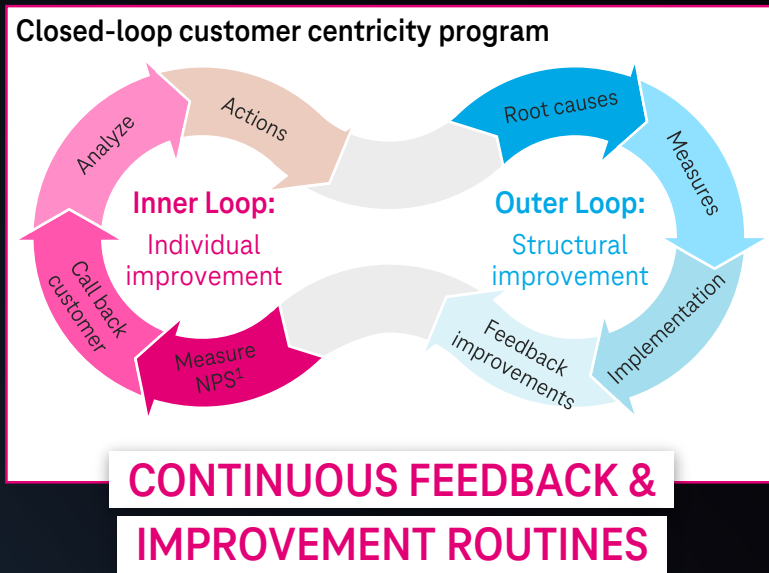 Closed-loop customer centricity program
Analyze
Actions
Inner Loop:
Individual
improvement
Call back
customer
Measure
NPS¹
Root causes
Measures
Outer Loop:
Structural
improvement
Implementation
Feedback
improvements
CONTINUOUS FEEDBACK &
IMPROVEMENT ROUTINES